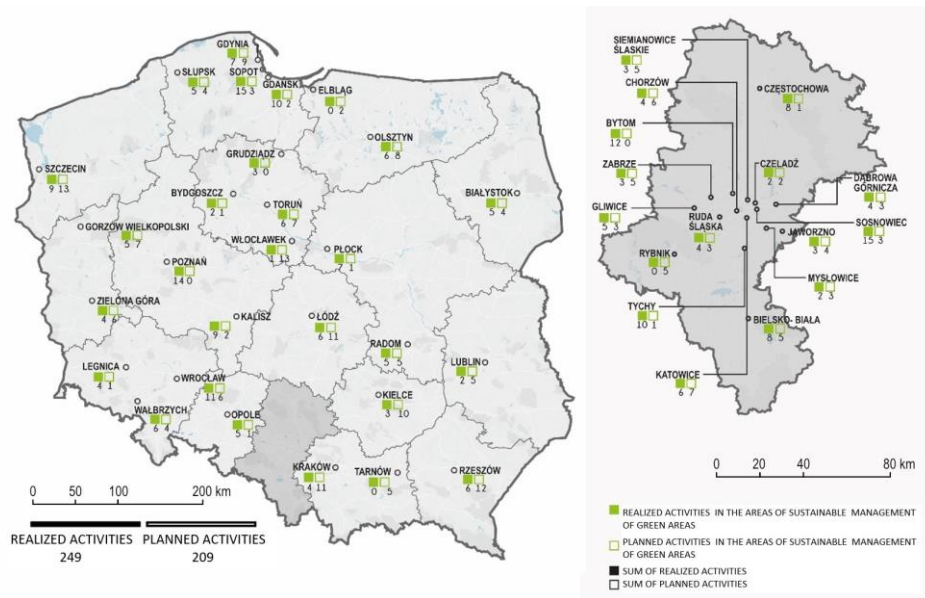 GDYNIA
7 9
SŁUPSK
5 4
SOPOT
15 3
GDAŃSK
10 2
ELBLĄG
0 2
OLSZTYN
6 8
GRUDZIĄDZ
3 0
SZCZECIN
9 13
BYDGOSZCZ
2 1
TORUŃ
6 7
BIAŁYSTOK
5 4
GORZÓW WIELKOPOLSKI
5 7
WŁOCŁAWEK
1 13
PŁOCK
7 1
POZNAŃ
14 0
ZIELONA GÓRA
4 6
KALISZ
9 2
ŁÓDŹ
6 11
RADOM
5 5
LUBLIN
2 5
LEGNICA
4 1
WROCŁAW
11 6
WAŁBRZYCH
6 4
OPOLE
5 1
KIELCE
3 10
KRAKÓW
4 11
TARNÓW
0 5
RZESZÓW
6 12
0 100 200 km
REALIZED ACTIVITIES
249
PLANNED ACTIVITIES
209
SIEMIANOWICE
ŚLĄSKIE
3 5
CHORZÓW
4 6
BYTOM
12 0
ZABRZE
3 5
GLIWICE
5 3
RUDA
ŚLĄSKA
4 3
RYBNIK
0 5
TYCHY
10 1
KATOWICE
6 7
CZĘSTOCHOWA
8 1
CZELADŹ
2 2
DĄBROWA
GÓRNICZA
4 3
SOSNOWIEC
15 3
JAWORZNO
3 4
MYSŁOWICE
2 3
BIELSKO- BIAŁA
8 5
0 20 40 80 km
REALIZED ACTIVITIES IN THE AREAS OF SUSTAINABLE MANAGEMENT
OF GREEN AREAS
PLANNED ACTIVITIES IN THE AREAS OF SUSTAINABLE MANAGEMENT
OF GREEN AREAS
SUM OF REALIZED ACTIVITIES
SUM OF PLANNED ACTIVITIES